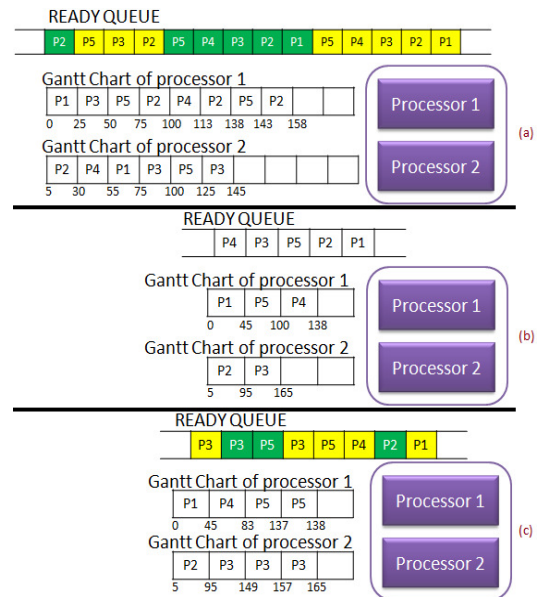 READY QUEUE
P2 P5 P3 P2 P5 P4 P3 P2 P1 P5 P4 P3 P2 P1
Gantt Chart of processor 1
P1 P3 P5 P2 P4 P2 P5 P2
0 25 50 75 100 113 138 143 158
Gantt Chart of processor 2
P2 P4 P1 P3 P5 P3
5 30 55 75 100 125 145
Processor 1
Processor 2
(a)
READY QUEUE
P4 P3 P5 P2 P1
Gantt Chart of processor 1
P1 P5 P4
0 45 100 138
Gantt Chart of processor 2
P2 P3
5 95 165
Processor 1
Processor 2
(b)
READY QUEUE
P3 P3 P5 P3 P5 P4 P2 P1
Gantt Chart of processor 1
P1 P4 P5 P5
0 45 83 137 138
Gantt Chart of processor 2
P2 P3 P3 P3
5 95 149 157 165
Processor 1
Processor 2
(c)